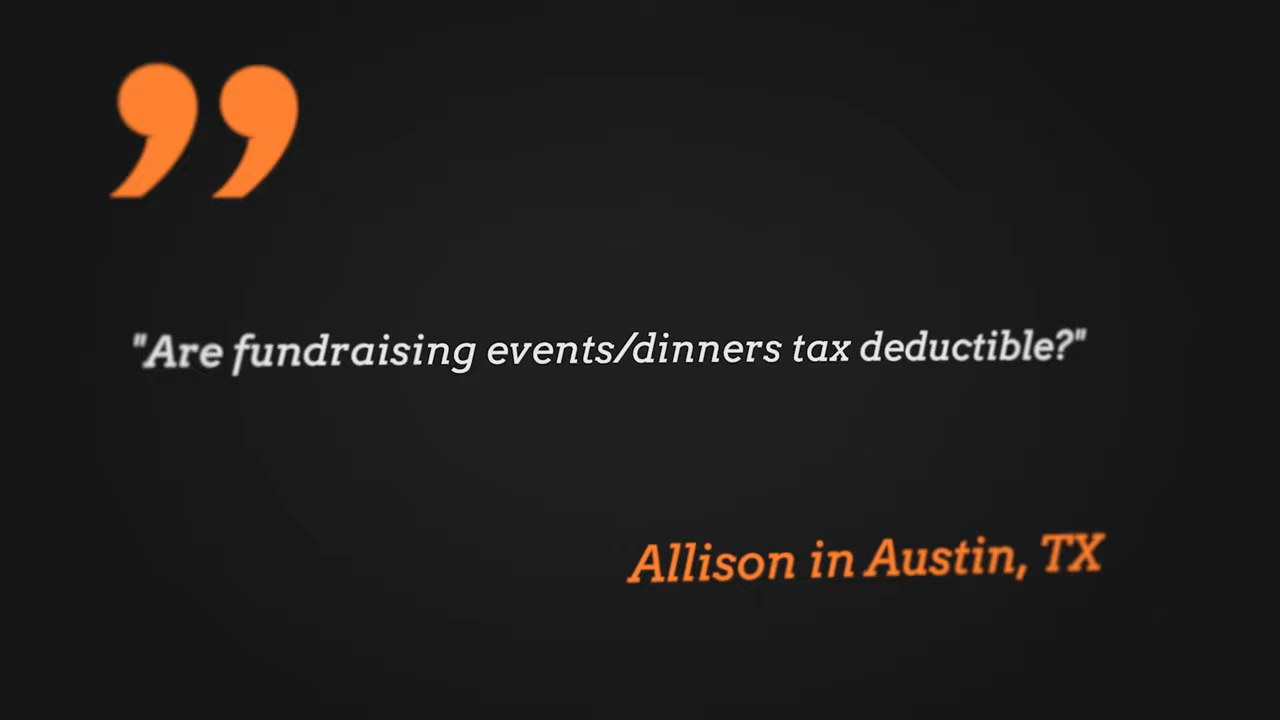 "Are fundraising events/dinners tax deductible?"
Allison in Austin, TX